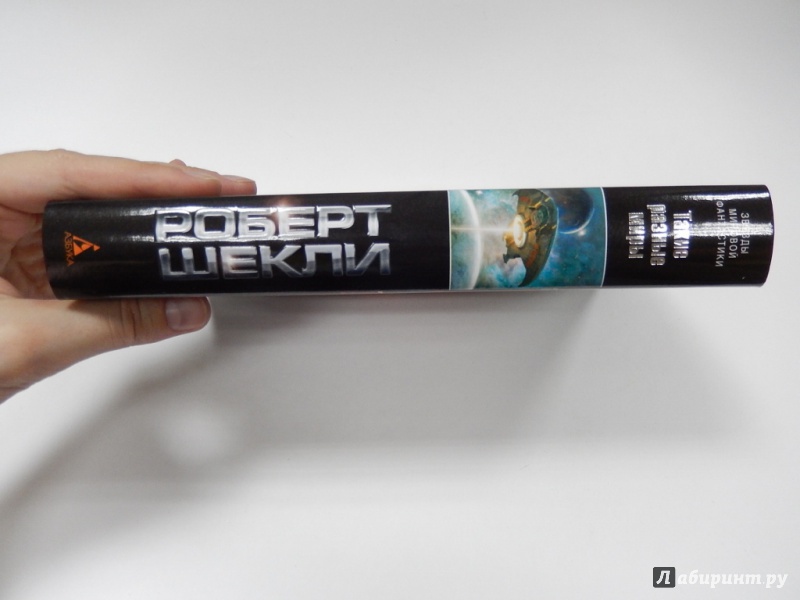 РОБЕРТ
ШЕКЛИ
Такие
разные
миры
ЗВЕЗДЫ
МИРОВОЙ
ФАНТАСТИКИ
АЗБУКА
Лабиринт.ру